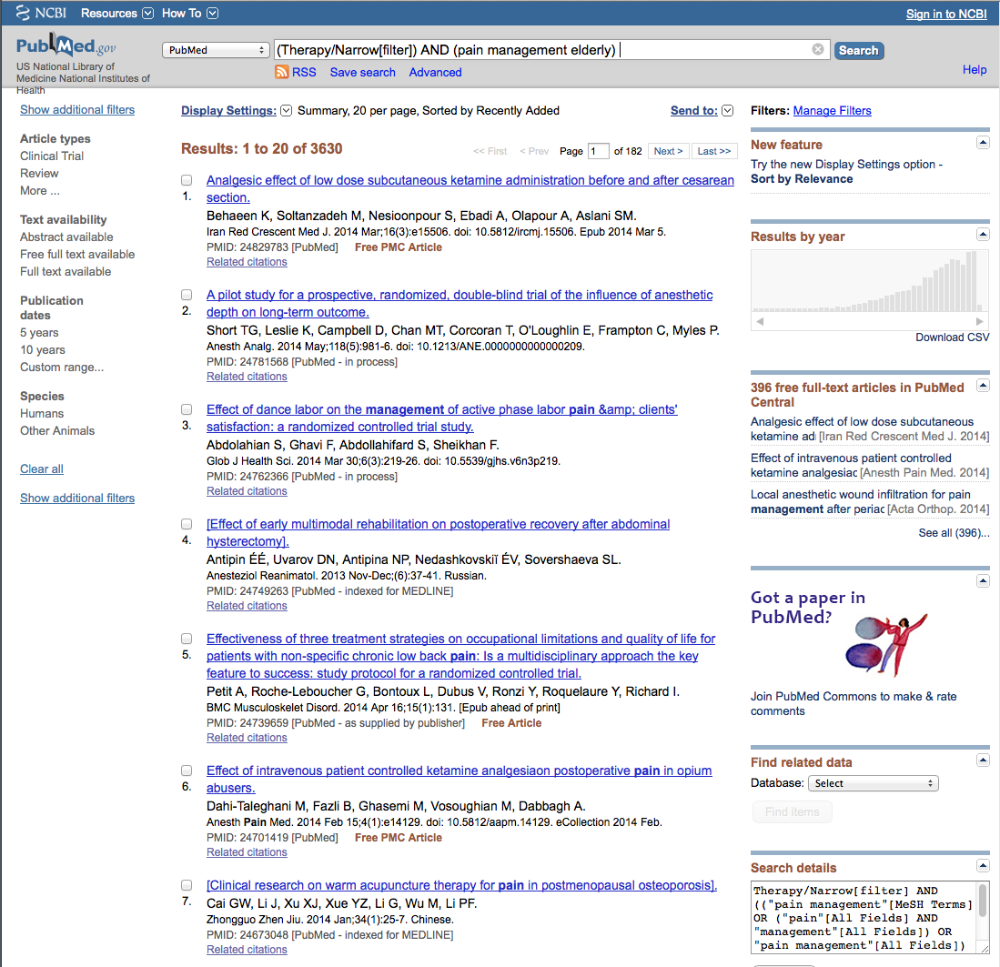 NCBI Resources How To Sign in to NCBI
PubMed.gov
US National Library of
Medicine National Institutes of
Health
PubMed
(Therapy/Narrow[filter]) AND (pain management elderly)
Search
RSS Save search Advanced
Help
Show additional filters
Article types
Clinical Trial
Review
More ...
Text availability
Abstract available
Free full text available
Full text available
Publication
dates
5 years
10 years
Custom range...
Species
Humans
Other Animals
Clear all
Show additional filters
Display Settings: Summary, 20 per page, Sorted by Recently Added Send to:
Results: 1 to 20 of 3630
<< First < Prev Page 1 of 182 Next > Last >>
Analgesic effect of low dose subcutaneous ketamine administration before and after cesarean
1. section.
Behaeen K, Soltanzadeh M, Nesioonpour S, Ebadi A, Olapour A, Aslani SM.
Iran Red Crescent Med J. 2014 Mar;16(3):e15506. doi: 10.5812/ircmj.15506. Epub 2014 Mar 5.
PMID: 24829783 [PubMed] Free PMC Article
Related citations
A pilot study for a prospective, randomized, double-blind trial of the influence of anesthetic
2. depth on long-term outcome.
Short TG, Leslie K, Campbell D, Chan MT, Corcoran T, O'Loughlin E, Frampton C, Myles P.
Anesth Analg. 2014 May;118(5):981-6. doi: 10.1213/ANE.0000000000000209.
PMID: 24781568 [PubMed - in process]
Related citations
Effect of dance labor on the management of active phase labor pain &amp; clients'
3. satisfaction: a randomized controlled trial study.
Abdolahian S, Ghavi F, Abdollahifard S, Sheikhan F.
Glob J Health Sci. 2014 Mar 30;6(3):219-26. doi: 10.5539/gjhs.v6n3p219.
PMID: 24762366 [PubMed - in process]
Related citations
[Effect of early multimodal rehabilitation on postoperative recovery after abdominal
4. hysterectomy].
Antipin ÉÉ, Uvarov DN, Antipina NP, Nedashkovskiĭ ÉV, Sovershaeva SL.
Anesteziol Reanimatol. 2013 Nov-Dec;(6):37-41. Russian.
PMID: 24749263 [PubMed - indexed for MEDLINE]
Related citations
Effectiveness of three treatment strategies on occupational limitations and quality of life for
5. patients with non-specific chronic low back pain: Is a multidisciplinary approach the key
feature to success: study protocol for a randomized controlled trial.
Petit A, Roche-Leboucher G, Bontoux L, Dubus V, Ronzi Y, Roquelaure Y, Richard I.
BMC Musculoskelet Disord. 2014 Apr 16;15(1):131. [Epub ahead of print]
PMID: 24739659 [PubMed - as supplied by publisher] Free Article
Related citations
Effect of intravenous patient controlled ketamine analgesiaon postoperative pain in opium
6. abusers.
Dahi-Taleghani M, Fazli B, Ghasemi M, Vosoughian M, Dabbagh A.
Anesth Pain Med. 2014 Feb 15;4(1):e14129. doi: 10.5812/aapm.14129. eCollection 2014 Feb.
PMID: 24701419 [PubMed] Free PMC Article
Related citations
[Clinical research on warm acupuncture therapy for pain in postmenopausal osteoporosis].
7. Cai GW, Li J, Xu XJ, Xue YZ, Li G, Wu M, Li PF.
Zhongguo Zhen Jiu. 2014 Jan;34(1):25-7. Chinese.
PMID: 24673048 [PubMed - indexed for MEDLINE]
Related citations
Filters: Manage Filters
New feature
Try the new Display Settings option -
Sort by Relevance
Results by year
Download CSV
396 free full-text articles in PubMed
Central
Analgesic effect of low dose subcutaneous
ketamine ad [Iran Red Crescent Med J. 2014]
Effect of intravenous patient controlled
ketamine analgesiac [Anesth Pain Med. 2014]
Local anesthetic wound infiltration for pain
management after periac [Acta Orthop. 2014]
See all (396)...
Got a paper in
PubMed?
Join PubMed Commons to make & rate
comments
Find related data
Database: Select
Find items
Search details
Therapy/Narrow[filter] AND
(("pain management"[MeSH Terms]
OR ("pain"[All Fields] AND
"management"[All Fields]) OR
"pain management"[All Fields])